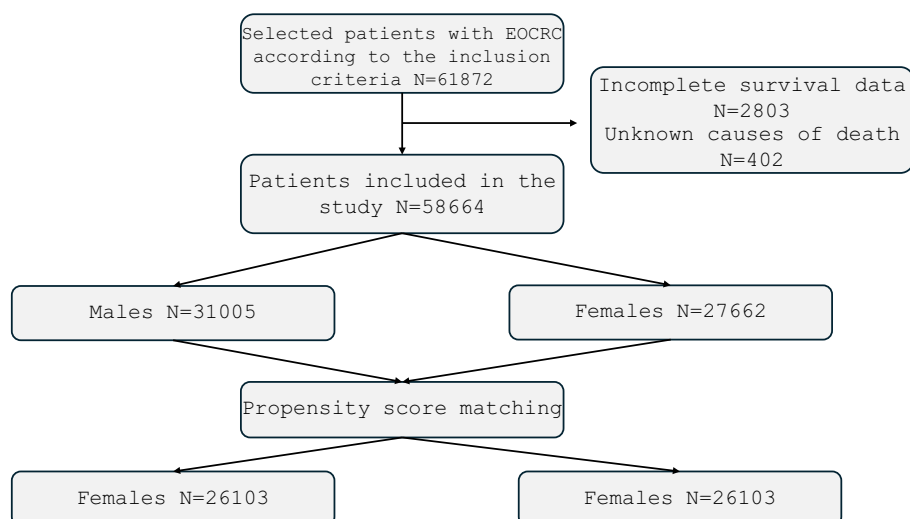 Selected patients with EOCRC
according to the inclusion
criteria N=61872
Incomplete survival data
N=2803
Unknown causes of death
N=402
Patients included in the
study N=58664
Males N=31005
Females N=27662
Propensity score matching
Females N=26103
Females N=26103